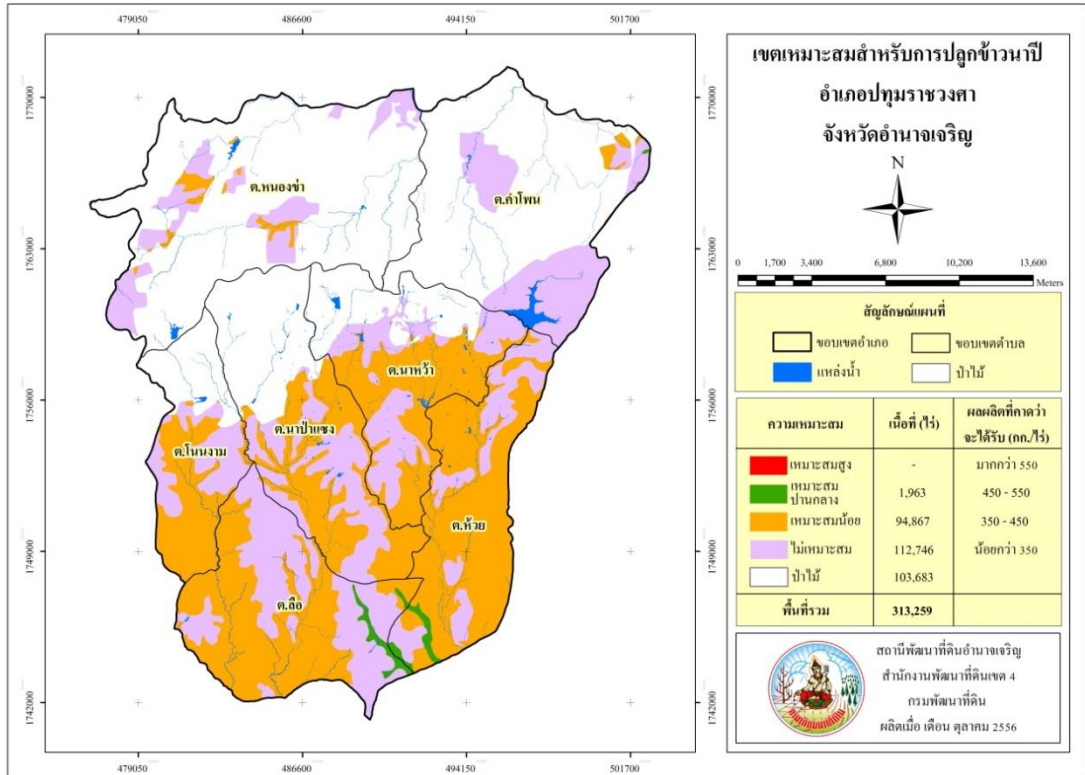 479050 486600 494150 501700
1770000 1770000
1763000 1763000
1756000 1756000
1749000 1749000
1742000 1742000
479050 486600 494150 501700
ต.หนองข่า
ต.คำโพน
ต.นาหว้า
ต.นาป่าแซง
ต.โนนงาม
ต.ห้วย
ต.ลือ
เขตเหมาะสมสำหรับการปลูกข้าวนาปี
อำเภอปทุมราชวงศา
จังหวัดอำนาจเจริญ
N
0 1,700 3,400 6,800 10,200 13,600
Meters
สัญลักษณ์แผนที่
ขอบเขตอำเภอ ขอบเขตตำบล
แหล่งน้ำ ป่าไม้
ความเหมาะสม เนื้อที่ (ไร่) ผลผลิตที่คาดว่า
จะได้รับ (กก./ไร่)
เหมาะสมสูง - มากกว่า 550
เหมาะสม
ปานกลาง 1,963 450 - 550
เหมาะสมน้อย 94,867 350 - 450
ไม่เหมาะสม 112,746 น้อยกว่า 350
ป่าไม้ 103,683
พื้นที่รวม 313,259
สถานีพัฒนาที่ดินอำนาจเจริญ
สำนักงานพัฒนาที่ดินเขต 4
กรมพัฒนาที่ดิน
ผลิตเมื่อ เดือน ตุลาคม 2556
กรมพัฒนาที่ดิน